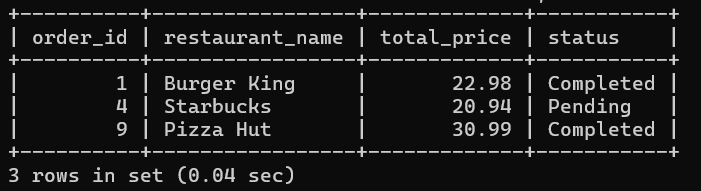 +----------+-----------------+-------------+-----------+
| order_id | restaurant_name | total_price | status    |
+----------+-----------------+-------------+-----------+
|        1 | Burger King     |       22.98 | Completed |
|        4 | Starbucks       |       20.94 | Pending   |
|        9 | Pizza Hut       |       30.99 | Completed |
+----------+-----------------+-------------+-----------+
3 rows in set (0.04 sec)